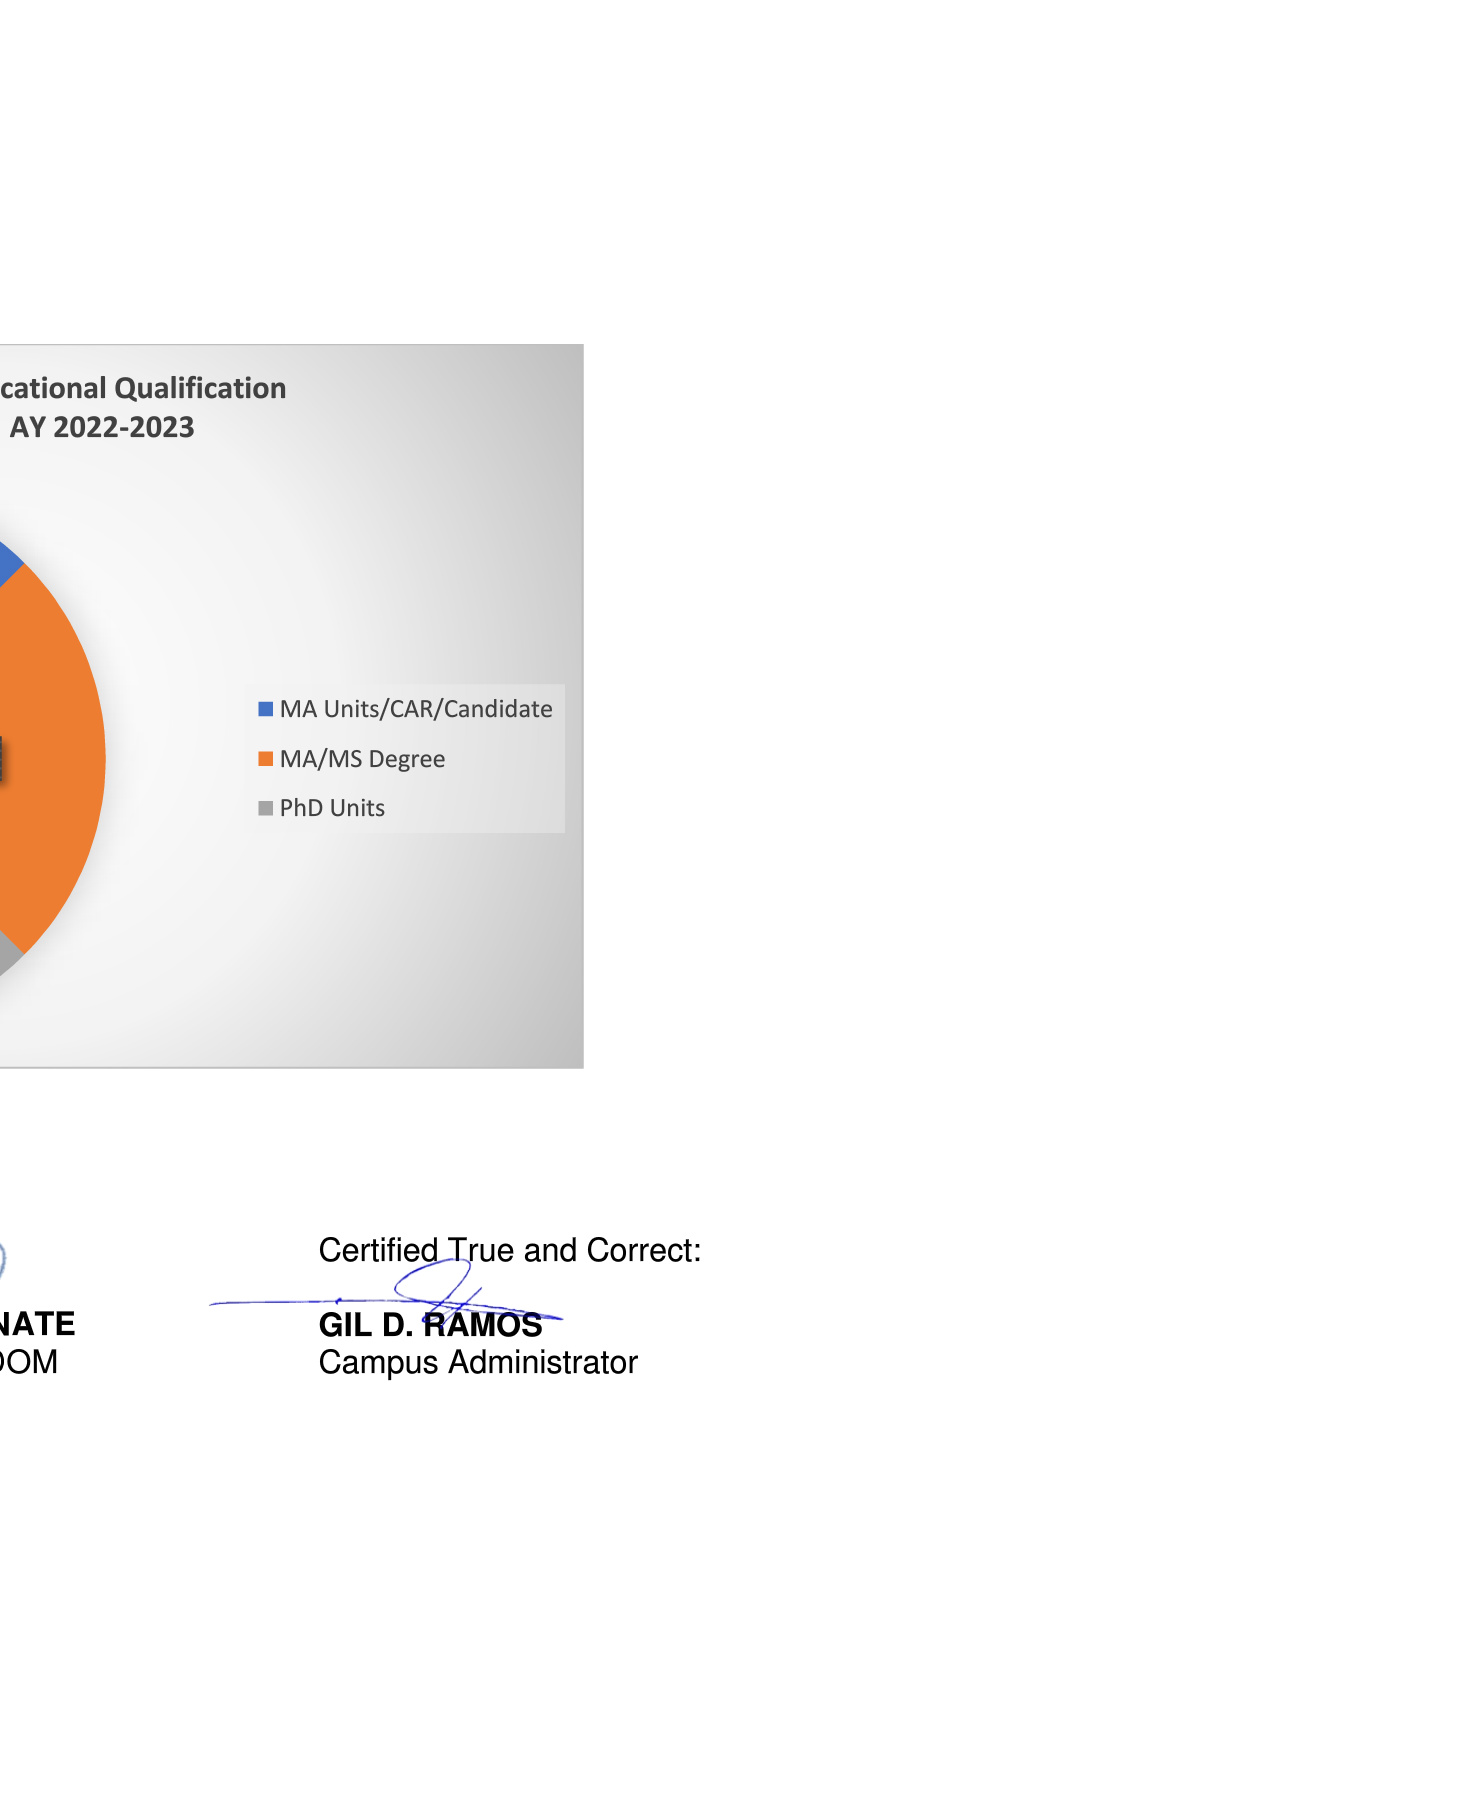 cational Qualification
AY 2022-2023
MA Units/CAR/Candidate
MA/MS Degree
PhD Units
Certified True and Correct:
NATE
GIL D. RAMOS
OOM
Campus Administrator